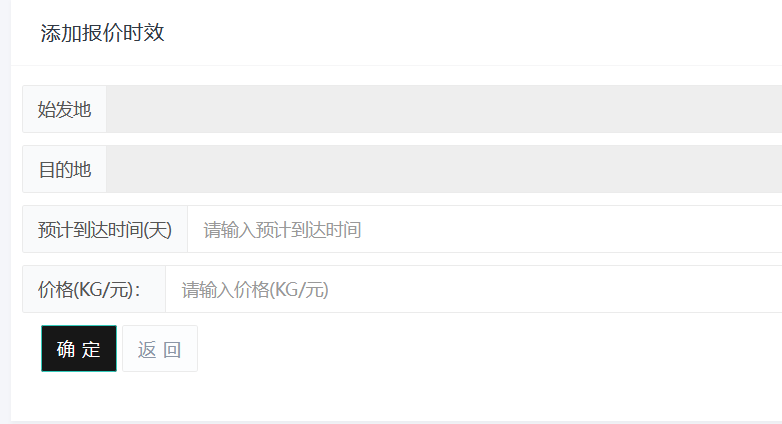 添加报价时效
始发地
目的地
预计到达时间(天) 请输入预计到达时间
价格(KG/元)： 请输入价格(KG/元)
确 定 返 回